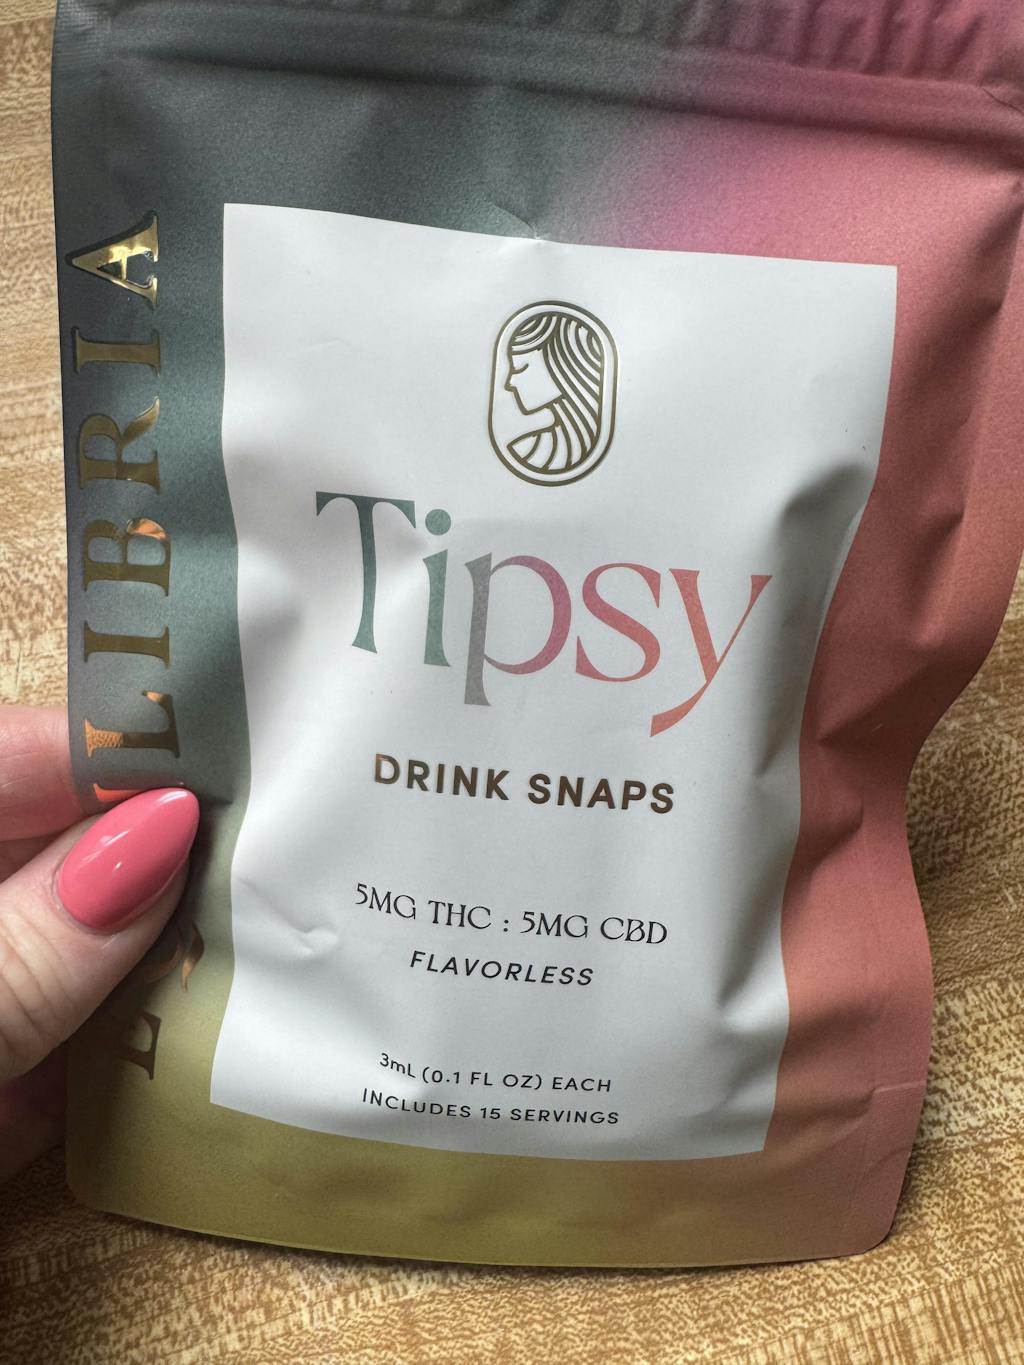 Tipsy
DRINK SNAPS
5MG THC : 5MG CBD
FLAVORLESS
3mL (0.1 FL OZ) EACH
INCLUDES 15 SERVINGS